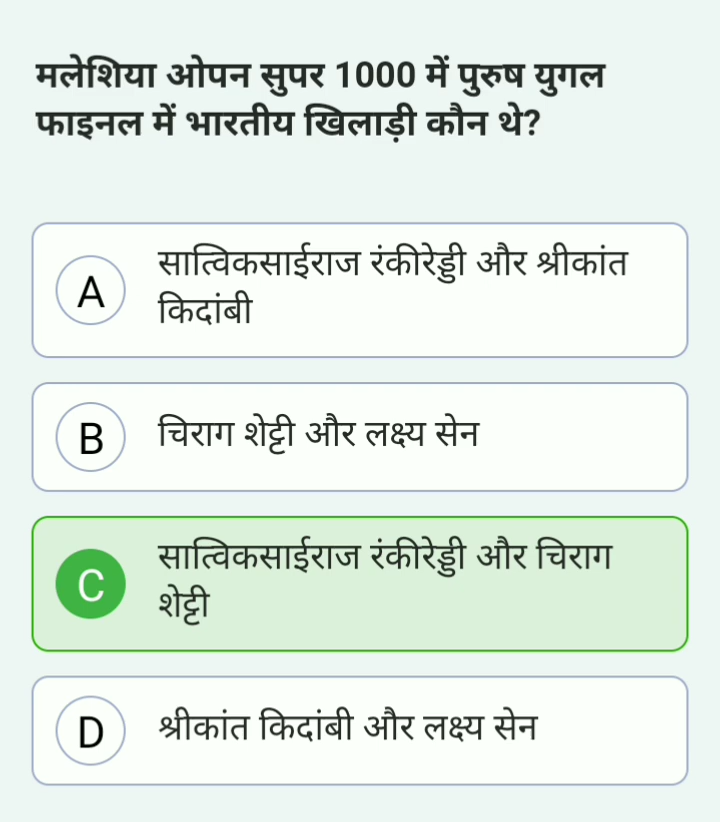 मलेशिया ओपन सुपर 1000 में पुरुष युगल
फाइनल में भारतीय खिलाड़ी कौन थे?
A
सात्विकसाईराज रंकीरेड्डी और श्रीकांत
किदांबी
B
चिराग शेट्टी और लक्ष्य सेन
C
सात्विकसाईराज रंकीरेड्डी और चिराग
शेट्टी
D
श्रीकांत किदांबी और लक्ष्य सेन